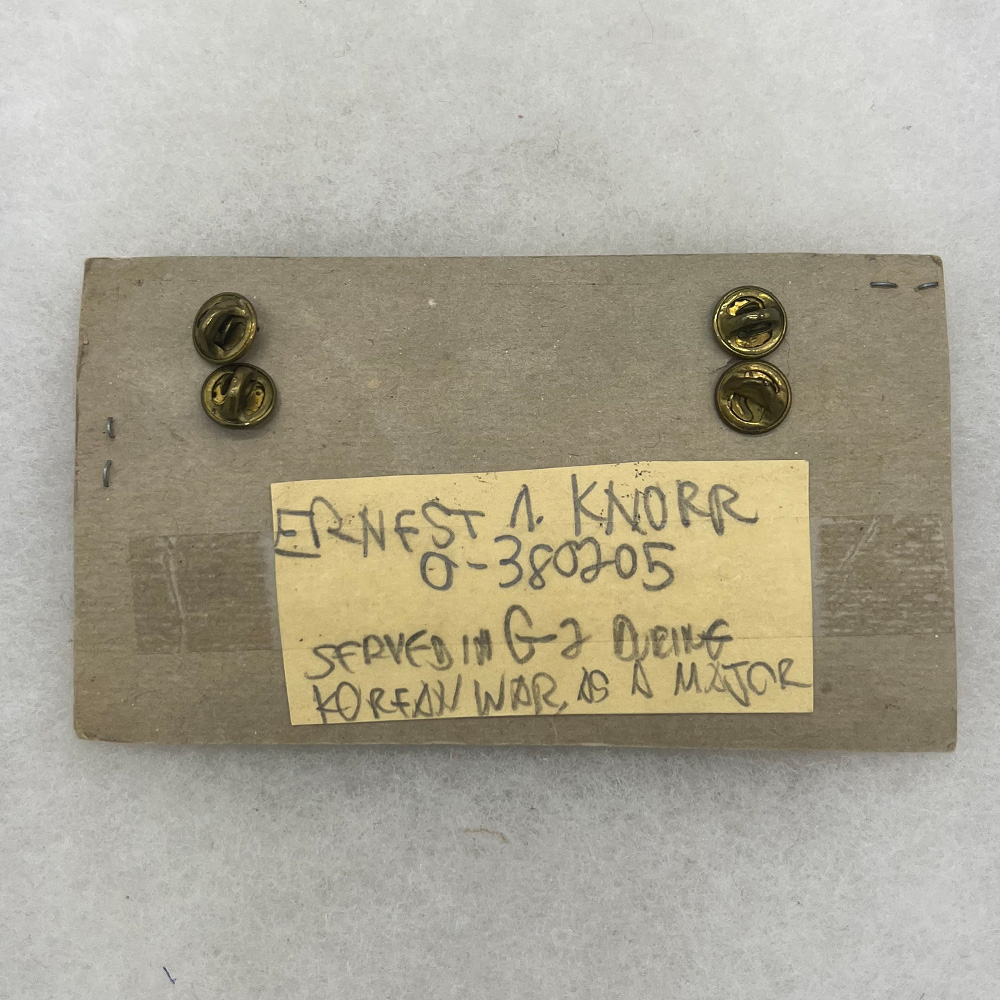 ERNEST A. KNORR
O-380205
SERVED IN G-2 DURING
KOREAN WAR, AS A MAJOR